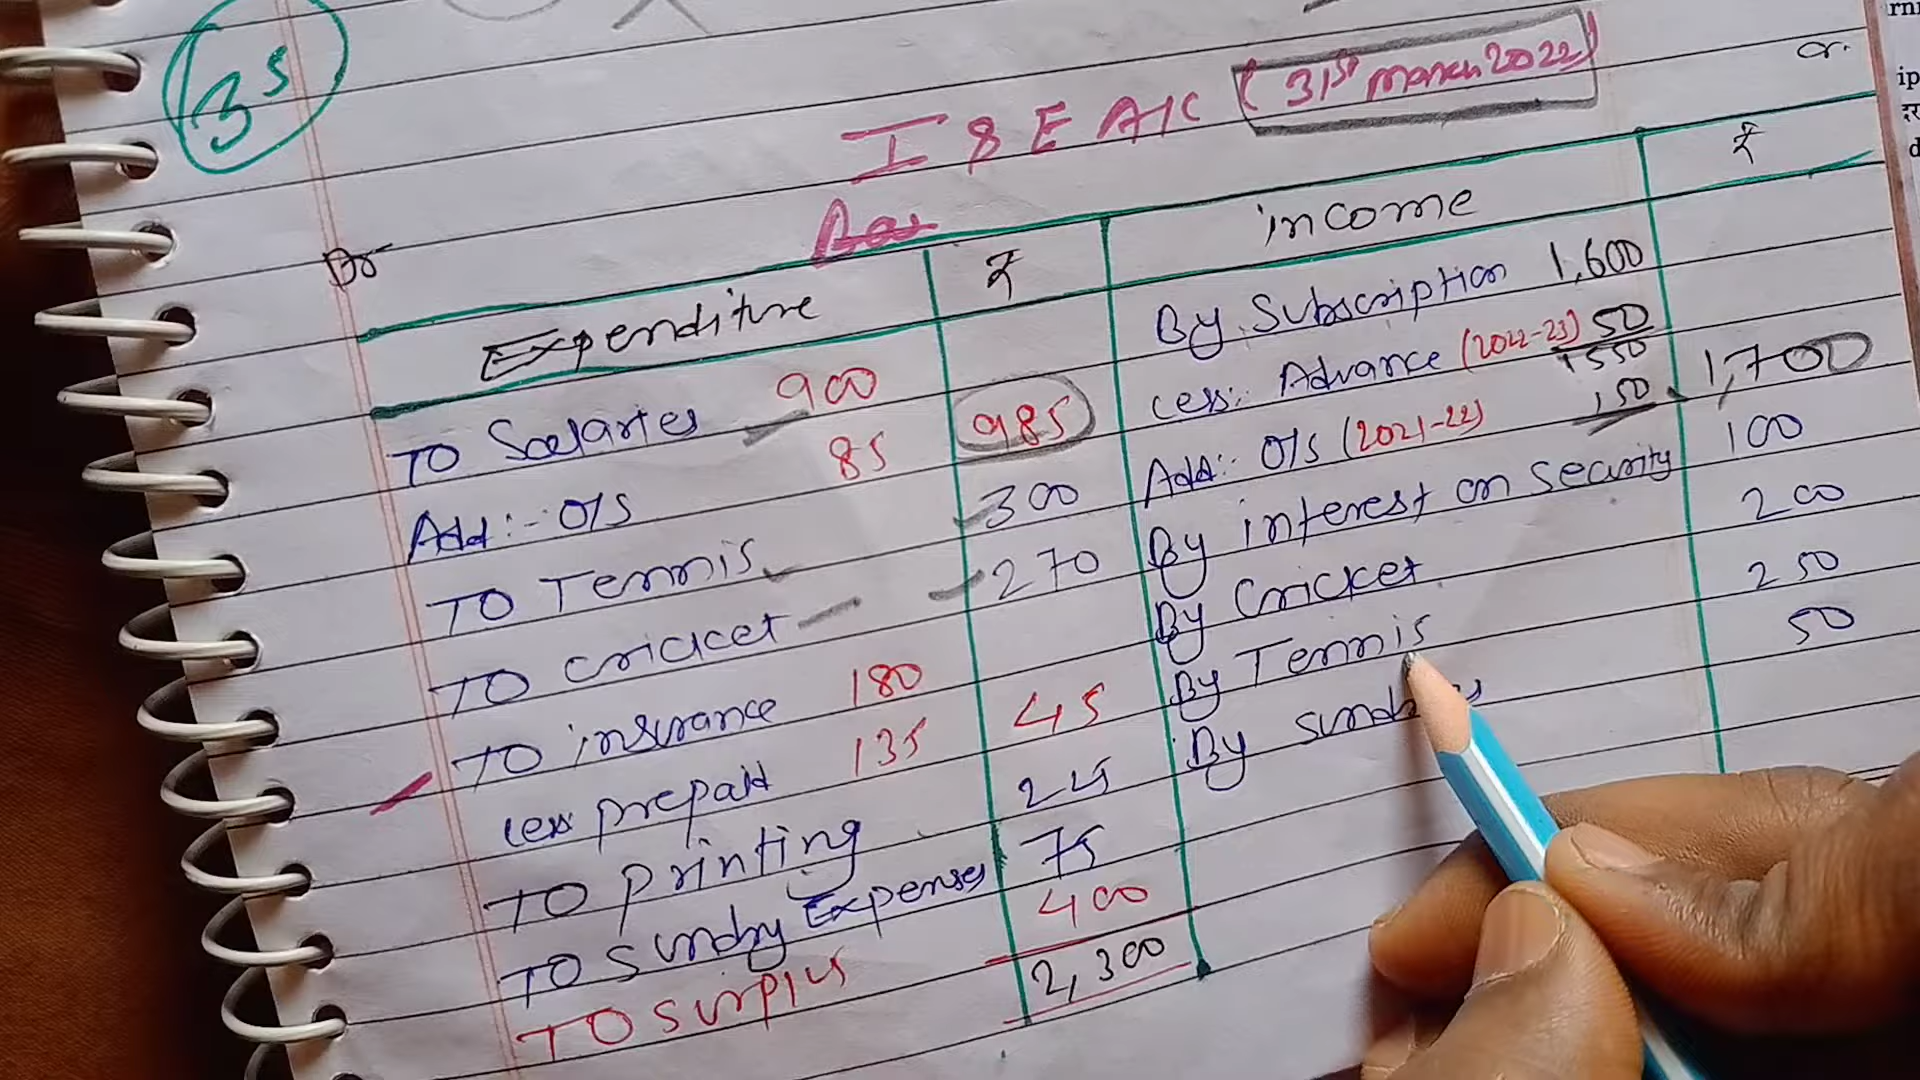 35
I & E A/C (31st march 2022)
Dr
cr.
Expenditure ₹ income ₹
TO Salaries 900
Add:- O/S 85 985
TO Tennis 300
TO cricket 270
TO insurance 180
less prepaid 135 45
TO printing 25
TO sundry Expenses 75
TO surplus 400
2,300
By Subscription 1,600
Less: Advance (2022-23) 50
1550
Add:- O/S (2021-22) 150 1,700
By interest on security 100
By Cricket 200
By Tennis 250
By 50